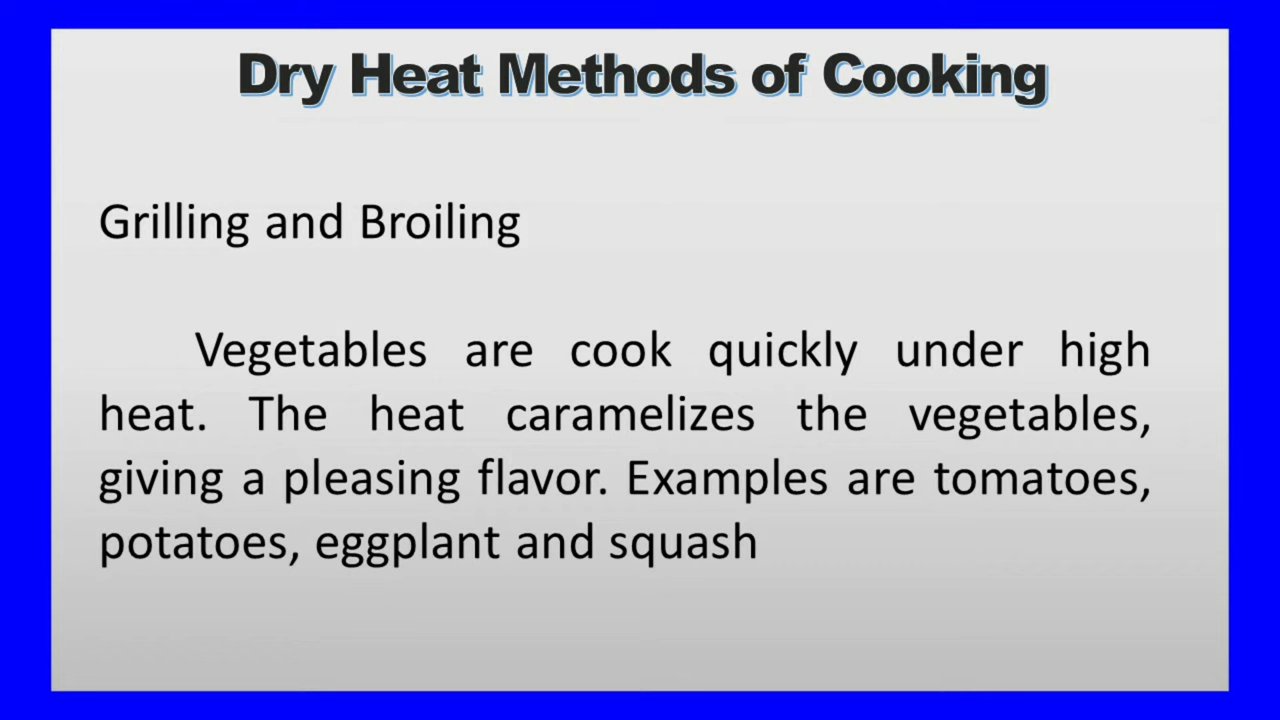 Dry Heat Methods of Cooking
Grilling and Broiling
Vegetables are cook quickly under high
heat. The heat caramelizes the vegetables,
giving a pleasing flavor. Examples are tomatoes,
potatoes, eggplant and squash